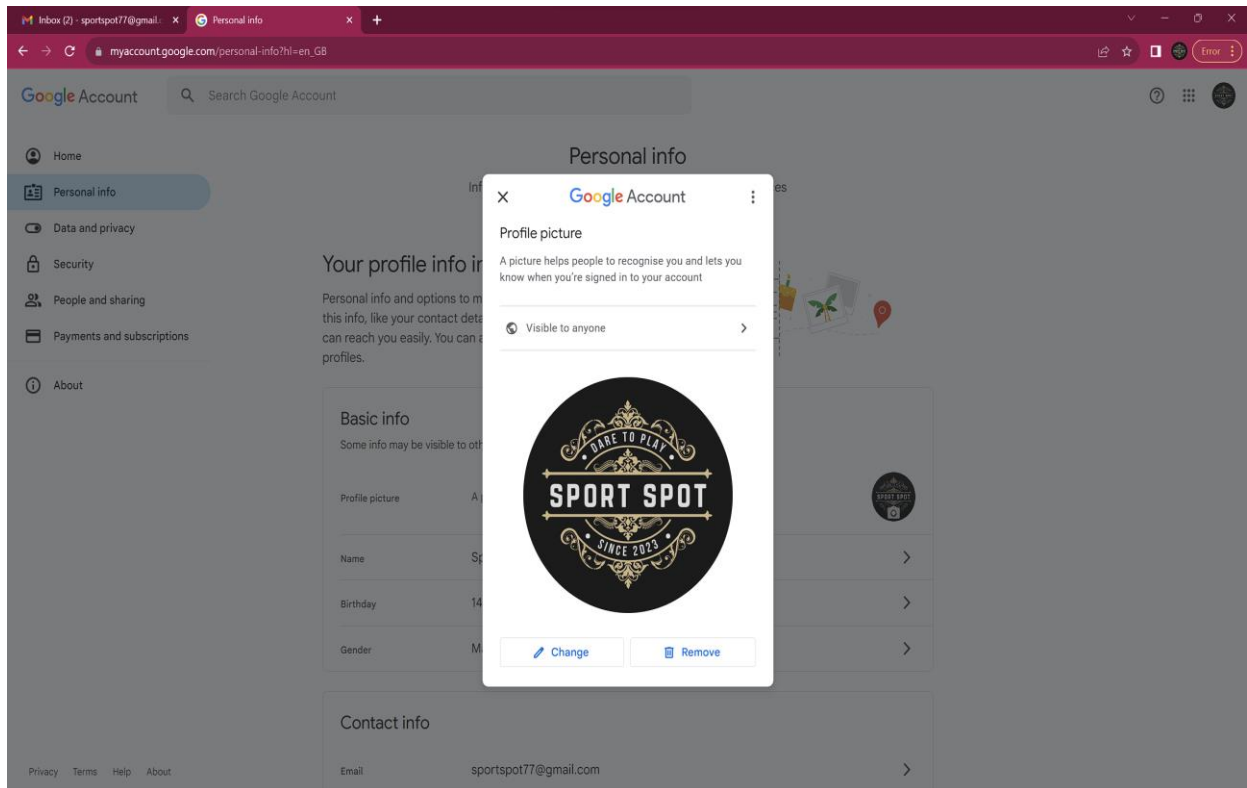 Inbox (2) - sportspot77@gmail.c
Personal info
myaccount.google.com/personal-info?hl=en_GB
Error
Google Account
Search Google Account
Home
Personal info
Data and privacy
Security
People and sharing
Payments and subscriptions
About
Personal info
Your profile info in
Personal info and options to m
this info, like your contact deta
can reach you easily. You can a
profiles.
Basic info
Some info may be visible to oth
Profile picture
SPORT SPOT
Name
Birthday
14
Gender
Contact info
Email
sportspot77@gmail.com
Google Account
Profile picture
A picture helps people to recognise you and lets you
know when you're signed in to your account
Visible to anyone
DARE TO PLAY
SPORT SPOT
SINCE 2023
Change
Remove
Privacy Terms Help About